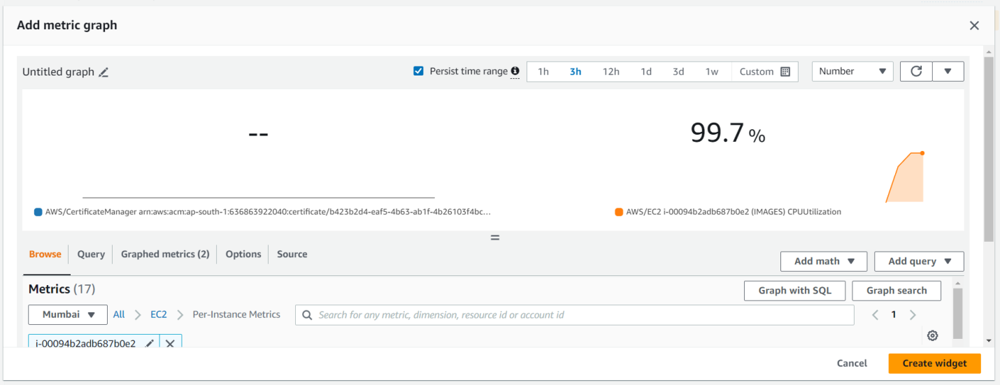 Add metric graph
Untitled graph
Persist time range
1h 3h 12h 1d 3d 1w Custom
Number
--
99.7 %
AWS/CertificateManager arn:aws:acm:ap-south-1:636863922040:certificate/b423b2d4-eaf5-4b63-ab1f-4b26103f4bc...
AWS/EC2 i-00094b2adb687b0e2 (IMAGES) CPUUtilization
Browse Query Graphed metrics (2) Options Source
Add math Add query
Metrics (17)
Graph with SQL Graph search
Mumbai All EC2 Per-Instance Metrics
Search for any metric, dimension, resource id or account id
1
i-00094b2adb687b0e2
Cancel Create widget